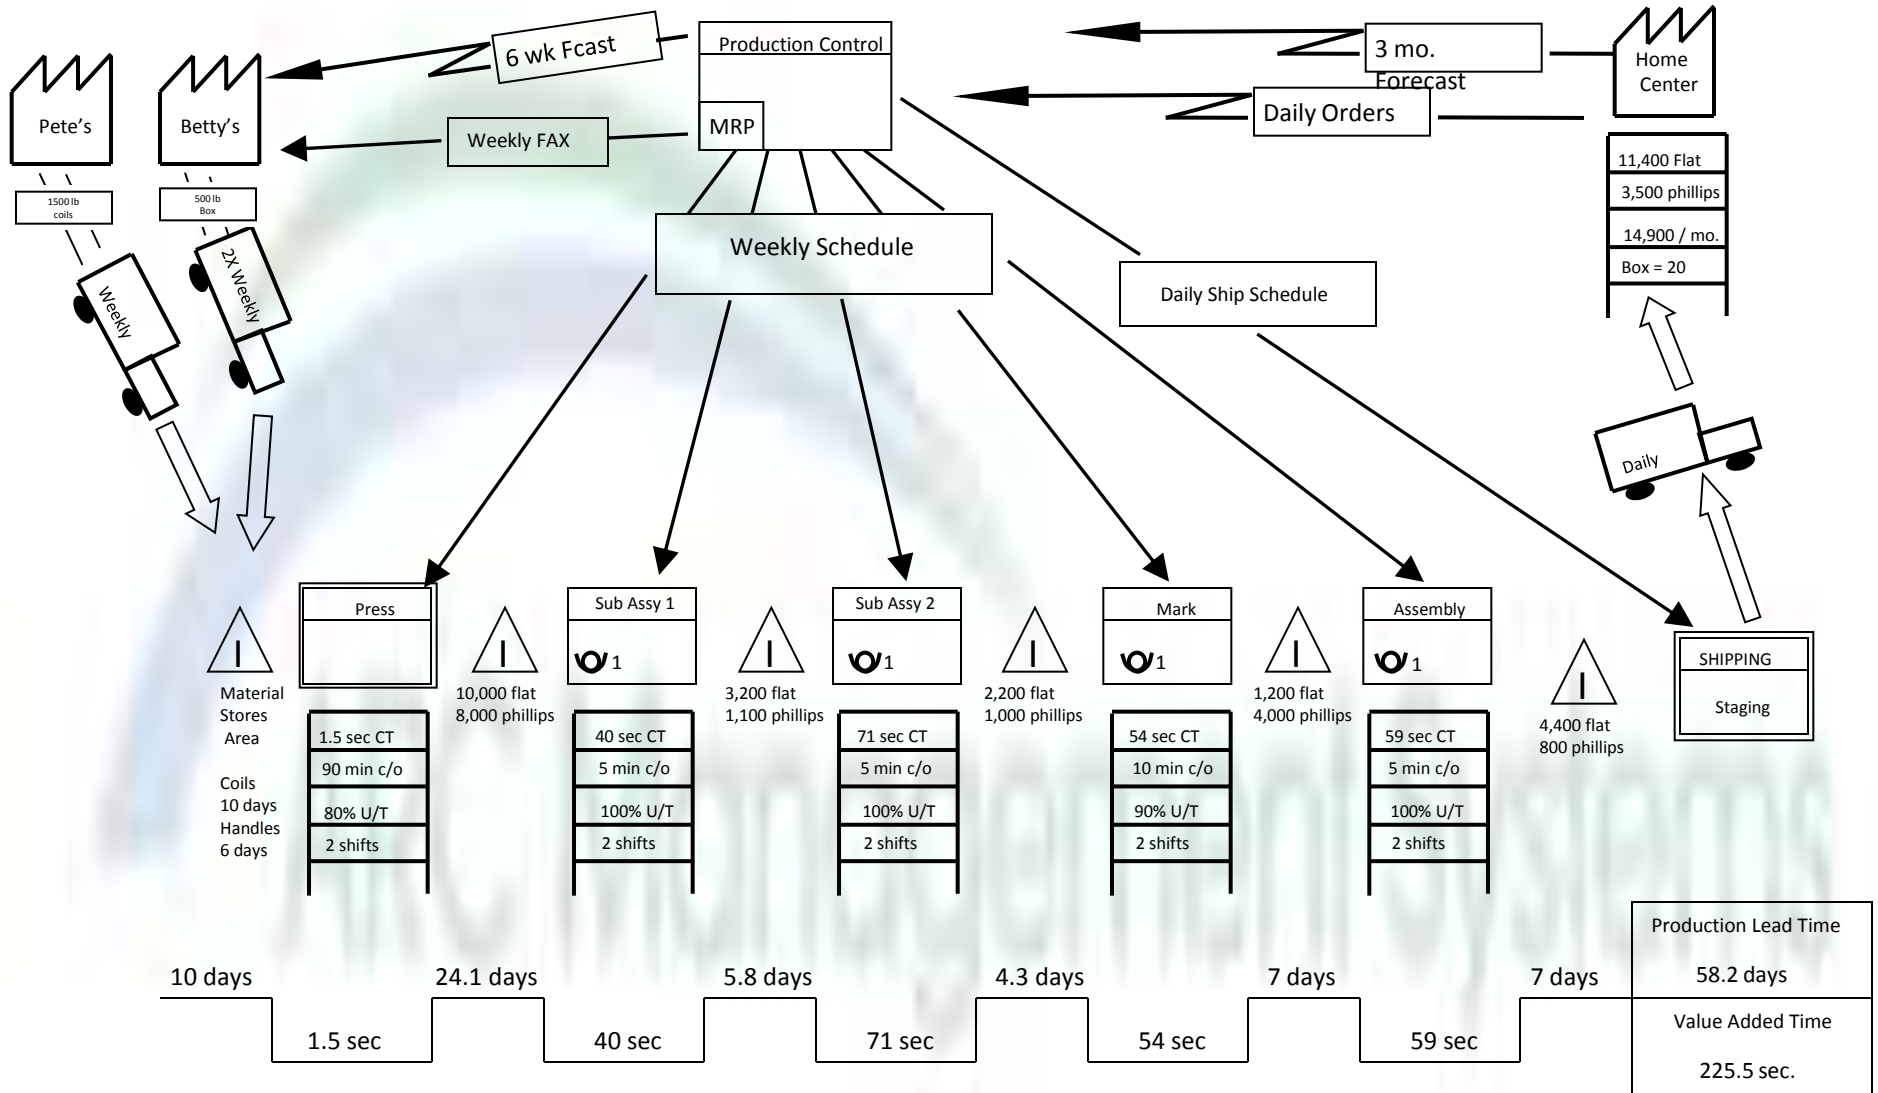 6 wk Fcast
Production Control
3 mo.
Forecast
Home
Center
Pete’s
Betty’s
Weekly FAX
MRP
Daily Orders
11,400 Flat
3,500 phillips
14,900 / mo.
Box = 20
1500 lb
coils
500 lb
Box
Weekly
2X Weekly
Weekly Schedule
Daily Ship Schedule
Daily
Press
Sub Assy 1
Sub Assy 2
Mark
Assembly
SHIPPING
Staging
I
I
I
I
I
I
1
1
1
1
Material
Stores
Area
Coils
10 days
Handles
6 days
10,000 flat
8,000 phillips
3,200 flat
1,100 phillips
2,200 flat
1,000 phillips
1,200 flat
4,000 phillips
4,400 flat
800 phillips
1.5 sec CT
90 min c/o
80% U/T
2 shifts
40 sec CT
5 min c/o
100% U/T
2 shifts
71 sec CT
5 min c/o
100% U/T
2 shifts
54 sec CT
10 min c/o
90% U/T
2 shifts
59 sec CT
5 min c/o
100% U/T
2 shifts
10 days
24.1 days
5.8 days
4.3 days
7 days
7 days
1.5 sec
40 sec
71 sec
54 sec
59 sec
Production Lead Time
58.2 days
Value Added Time
225.5 sec.
Management Systems